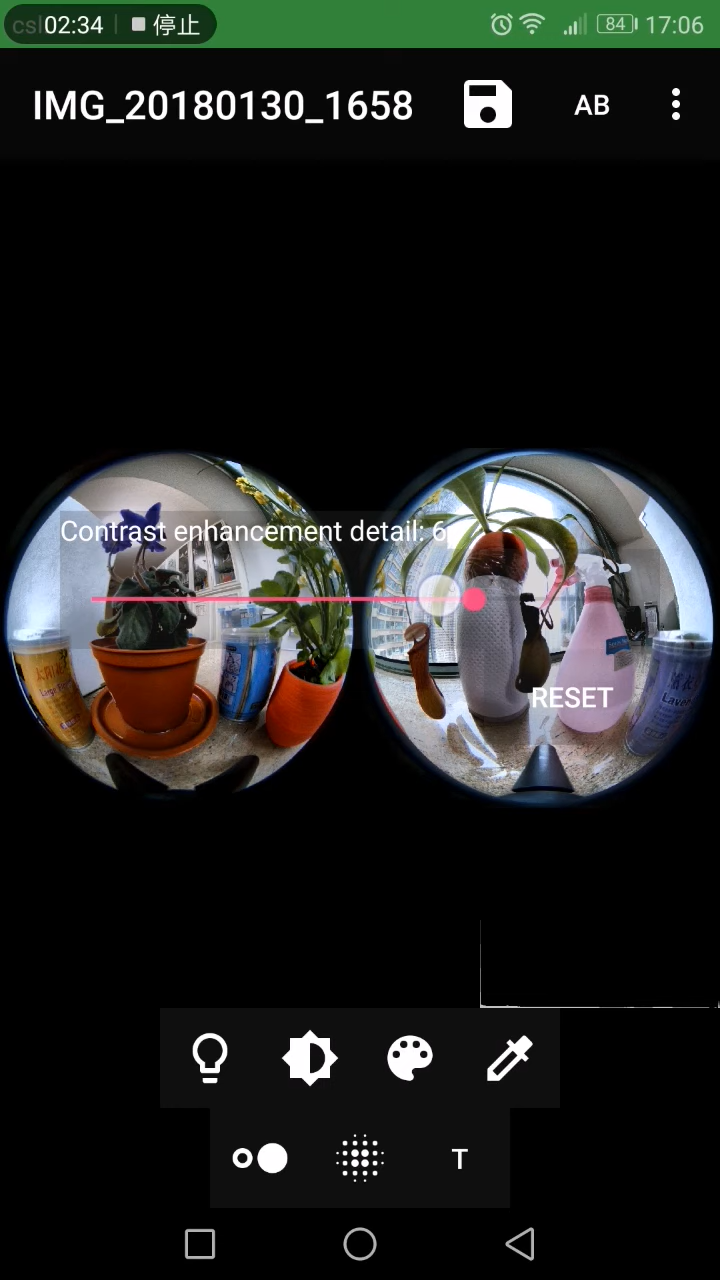 csl 02:34 停止 84 17:06
IMG_20180130_1658 AB
Contrast enhancement detail: 6
RESET
T